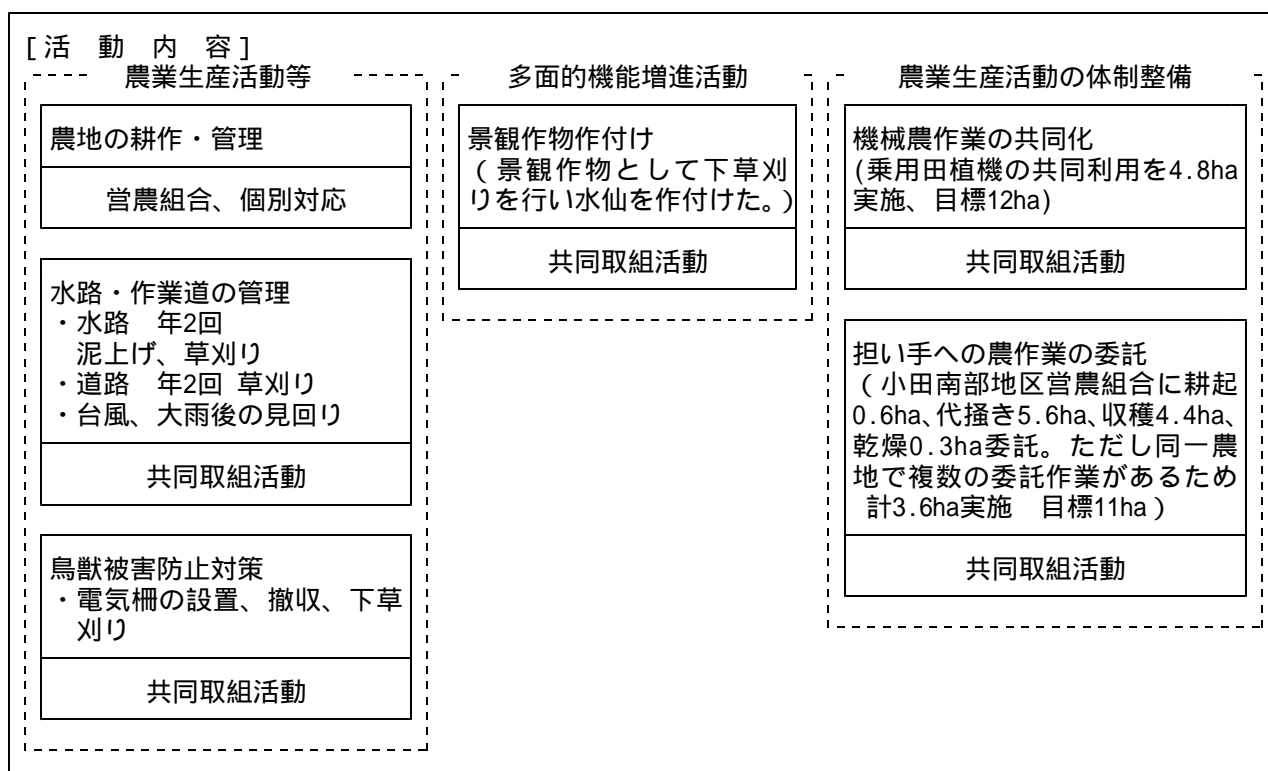 [活 動 内 容]
農業生産活動等
農地の耕作・管理
営農組合、個別対応
水路・作業道の管理
・水路 年2回
泥上げ、草刈り
・道路 年2回 草刈り
・台風、大雨後の見回り
共同取組活動
鳥獣被害防止対策
・電気柵の設置、撤収、下草
刈り
共同取組活動
多面的機能増進活動
景観作物作付け
(景観作物として下草刈
りを行い水仙を作付けた。)
共同取組活動
農業生産活動の体制整備
機械農作業の共同化
(乗用田植機の共同利用を4.8ha
実施、目標12ha)
共同取組活動
担い手への農作業の委託
(小田南部地区営農組合に耕起
0.6ha、代掻き5.6ha、収穫4.4ha、
乾燥0.3ha委託。ただし同一農
地で複数の委託作業があるため
計3.6ha実施 目標11ha)
共同取組活動